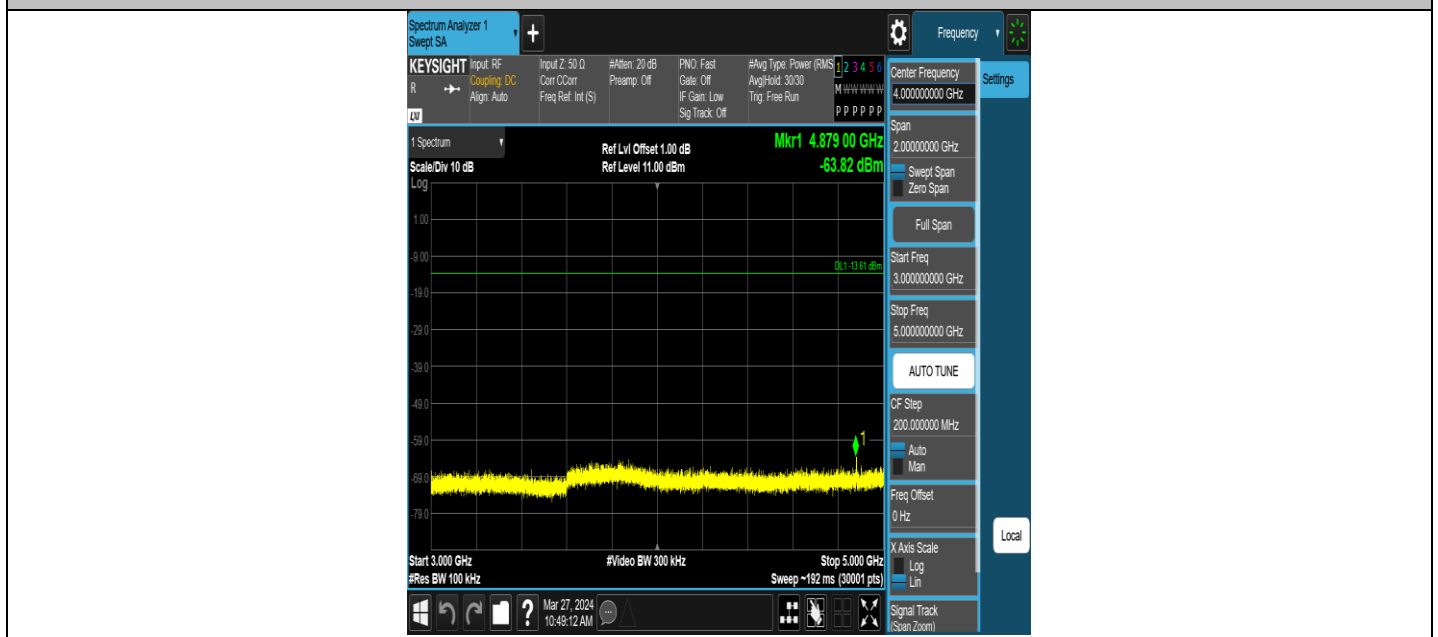 Spectrum Analyzer 1
Swept SA
Frequency
KEYSIGHT
R
LXI
Input: RF
Coupling: DC
Align: Auto
Input Z: 50 Ω
Corr CCorr
Freq Ref: Int (S)
#Atten: 20 dB
Preamp: Off
PNO: Fast
Gate: Off
IF Gain: Low
Sig Track: Off
#Avg Type: Power (RMS
Avg|Hold: 30/30
Trig: Free Run
1 2 3 4 5 6
M W W W W W
P P P P P P
1 Spectrum
Scale/Div 10 dB
Log
Ref Lvl Offset 1.00 dB
Ref Level 11.00 dBm
Mkr1 4.879 00 GHz
-63.82 dBm
1.00
-9.00
DL1 -13.61 dBm
-19.0
-29.0
-39.0
-49.0
-59.0
1
-69.0
-79.0
Start 3.000 GHz
#Res BW 100 kHz
#Video BW 300 kHz
Stop 5.000 GHz
Sweep ~192 ms (30001 pts)
Mar 27, 2024
10:49:12 AM
Center Frequency
4.000000000 GHz
Settings
Span
2.00000000 GHz
Swept Span
Zero Span
Full Span
Start Freq
3.000000000 GHz
Stop Freq
5.000000000 GHz
AUTO TUNE
CF Step
200.000000 MHz
Auto
Man
Freq Offset
0 Hz
X Axis Scale
Log
Lin
Local
Signal Track
(Span Zoom)